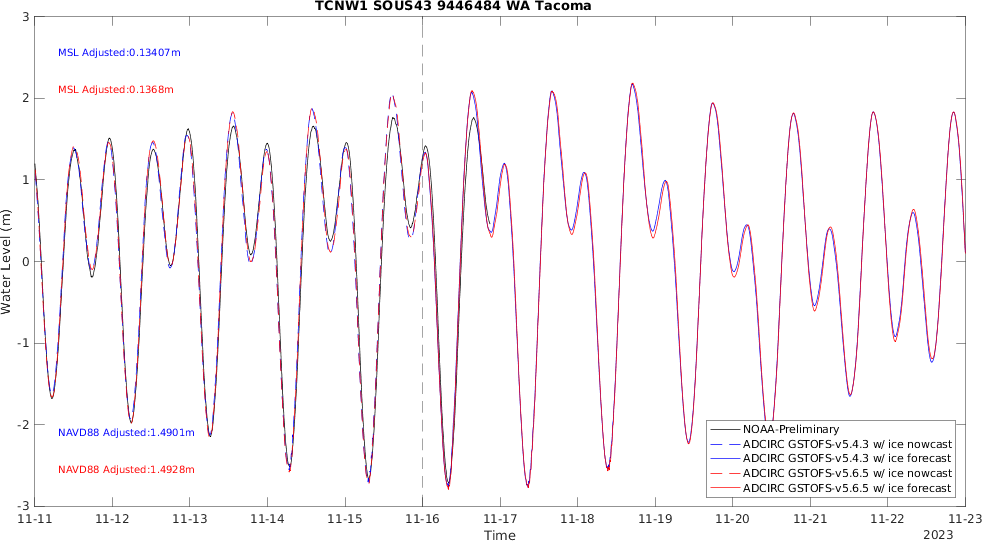 TCNW1 SOUS43 9446484 WA Tacoma
3
2
1
0
-1
-2
-3
Water Level (m)
MSL Adjusted:0.13407m
MSL Adjusted:0.1368m
NAVD88 Adjusted:1.4901m
NAVD88 Adjusted:1.4928m
NOAA-Preliminary
ADCIRC GSTOFS-v5.4.3 w/ ice nowcast
ADCIRC GSTOFS-v5.4.3 w/ ice forecast
ADCIRC GSTOFS-v5.6.5 w/ ice nowcast
ADCIRC GSTOFS-v5.6.5 w/ ice forecast
11-11 11-12 11-13 11-14 11-15 11-16 11-17 11-18 11-19 11-20 11-21 11-22 11-23
Time
2023